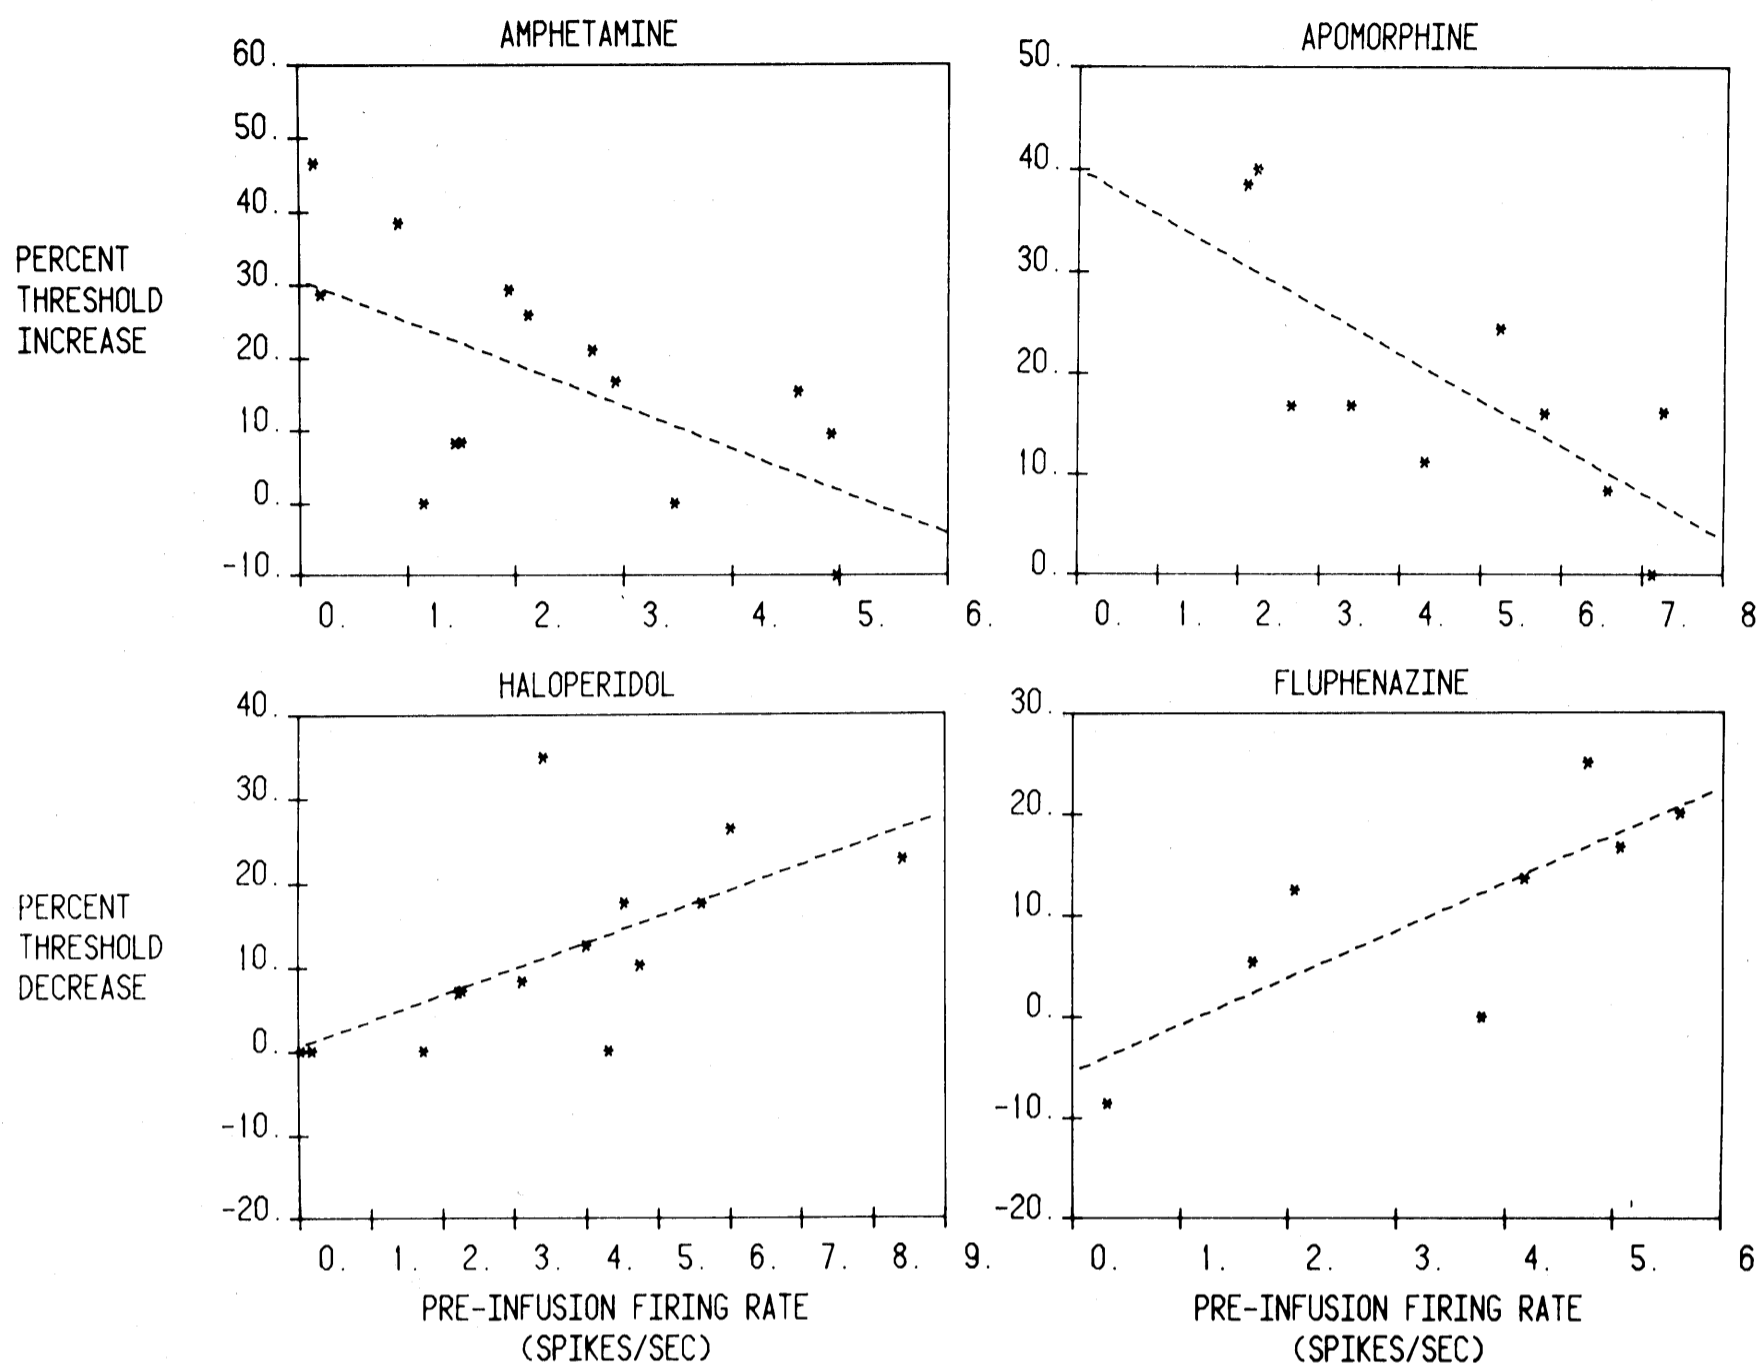 AMPHETAMINE
60.
50.
40.
30.
20.
10.
0.
-10.
0. 1. 2. 3. 4. 5. 6.
PERCENT
THRESHOLD
INCREASE
APOMORPHINE
50.
40.
30.
20.
10.
0.
0. 1. 2. 3. 4. 5. 6. 7. 8
HALOPERIDOL
40.
30.
20.
10.
0.
-10.
-20.
0. 1. 2. 3. 4. 5. 6. 7. 8. 9.
PERCENT
THRESHOLD
DECREASE
PRE-INFUSION FIRING RATE
(SPIKES/SEC)
FLUPHENAZINE
30.
20.
10.
0.
-10.
-20.
0. 1. 2. 3. 4. 5. 6
PRE-INFUSION FIRING RATE
(SPIKES/SEC)